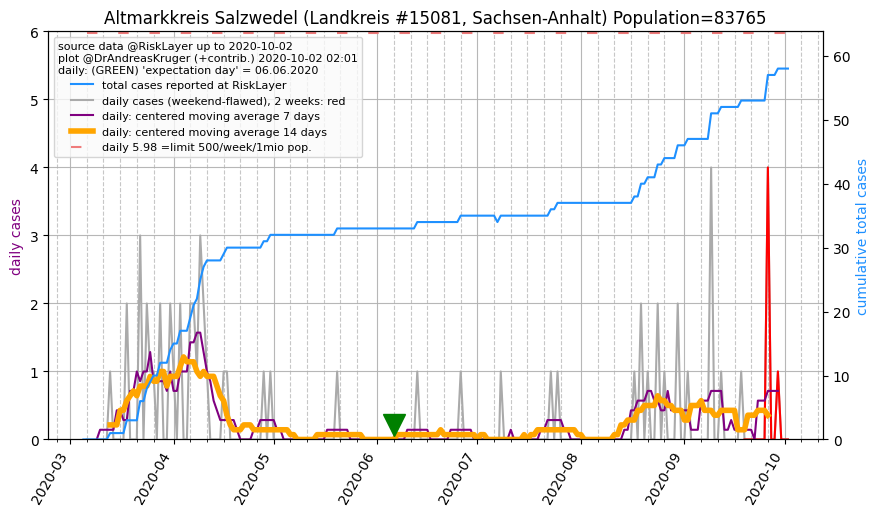 Altmarkkreis Salzwedel (Landkreis #15081, Sachsen-Anhalt) Population=83765
source data @RiskLayer up to 2020-10-02
plot @DrAndreasKruger (+contrib.) 2020-10-02 02:01
daily: (GREEN) 'expectation day' = 06.06.2020
total cases reported at RiskLayer
daily cases (weekend-flawed), 2 weeks: red
daily: centered moving average 7 days
daily: centered moving average 14 days
daily 5.98 =limit 500/week/1mio pop.
daily cases
6
5
4
3
2
1
0
cumulative total cases
60
50
40
30
20
10
0
2020-03
2020-04
2020-05
2020-06
2020-07
2020-08
2020-09
2020-10